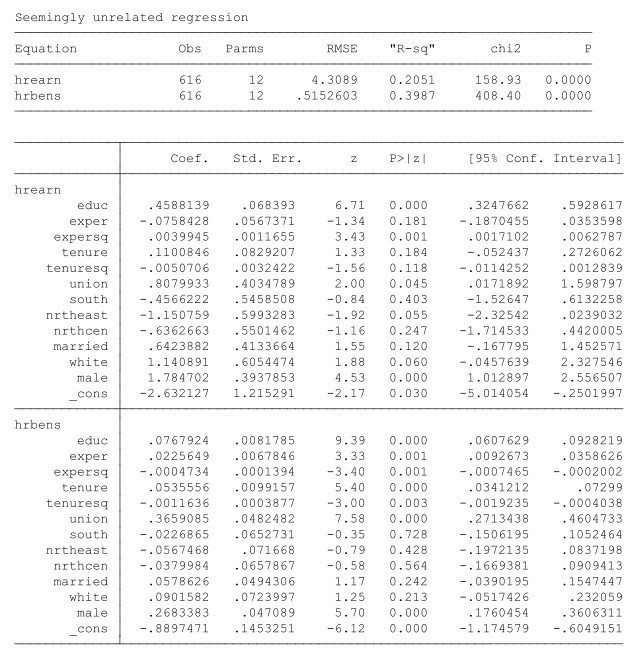 Seemingly unrelated regression
Equation Obs Parms RMSE "R-sq" chi2 P
hrearn 616 12 4.3089 0.2051 158.93 0.0000
hrbens 616 12 .5152603 0.3987 408.40 0.0000
Coef. Std. Err. z P>|z| [95% Conf. Interval]
hrearn
educ .4588139 .068393 6.71 0.000 .3247662 .5928617
exper -.0758428 .0567371 -1.34 0.181 -.1870455 .0353598
expersq .0039945 .0011655 3.43 0.001 .0017102 .0062787
tenure .1100846 .0829207 1.33 0.184 -.052437 .2726062
tenuresq -.0050706 .0032422 -1.56 0.118 -.0114252 .0012839
union .8079933 .4034789 2.00 0.045 .0171892 1.598797
south -.4566222 .5458508 -0.84 0.403 -1.52647 .6132258
nrtheast -1.150759 .5993283 -1.92 0.055 -2.32542 .0239032
nrthcen -.6362663 .5501462 -1.16 0.247 -1.714533 .4420005
married .6423882 .4133664 1.55 0.120 -.167795 1.452571
white 1.140891 .6054474 1.88 0.060 -.0457639 2.327546
male 1.784702 .3937853 4.53 0.000 1.012897 2.556507
_cons -2.632127 1.215291 -2.17 0.030 -5.014054 -.2501997
hrbens
educ .0767924 .0081785 9.39 0.000 .0607629 .0928219
exper .0225649 .0067846 3.33 0.001 .0092673 .0358626
expersq -.0004734 .0001394 -3.40 0.001 -.0007465 -.0002002
tenure .0535556 .0099157 5.40 0.000 .0341212 .07299
tenuresq -.0011636 .0003877 -3.00 0.003 -.0019235 -.0004038
union .3659085 .0482482 7.58 0.000 .2713438 .4604733
south -.0226865 .0652731 -0.35 0.728 -.1506195 .1052464
nrtheast -.0567468 .071668 -0.79 0.428 -.1972135 .0837198
nrthcen -.0379984 .0657867 -0.58 0.564 -.1669381 .0909413
married .0578626 .0494306 1.17 0.242 -.0390195 .1547447
white .0901582 .0723997 1.25 0.213 -.0517426 .232059
male .2683383 .047089 5.70 0.000 .1760454 .3606311
_cons -.8897471 .1453251 -6.12 0.000 -1.174579 -.6049151